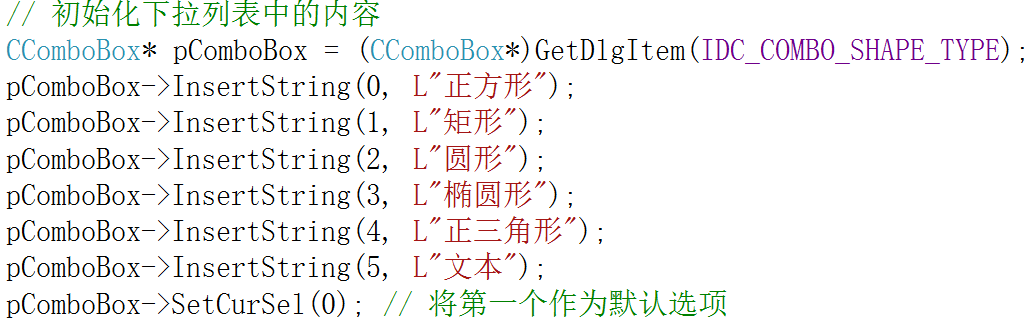 // 初始化下拉列表中的内容
CComboBox* pComboBox = (CComboBox*)GetDlgItem(IDC_COMBO_SHAPE_TYPE);
pComboBox->InsertString(0, L"正方形");
pComboBox->InsertString(1, L"矩形");
pComboBox->InsertString(2, L"圆形");
pComboBox->InsertString(3, L"椭圆形");
pComboBox->InsertString(4, L"正三角形");
pComboBox->InsertString(5, L"文本");
pComboBox->SetCurSel(0); // 将第一个作为默认选项